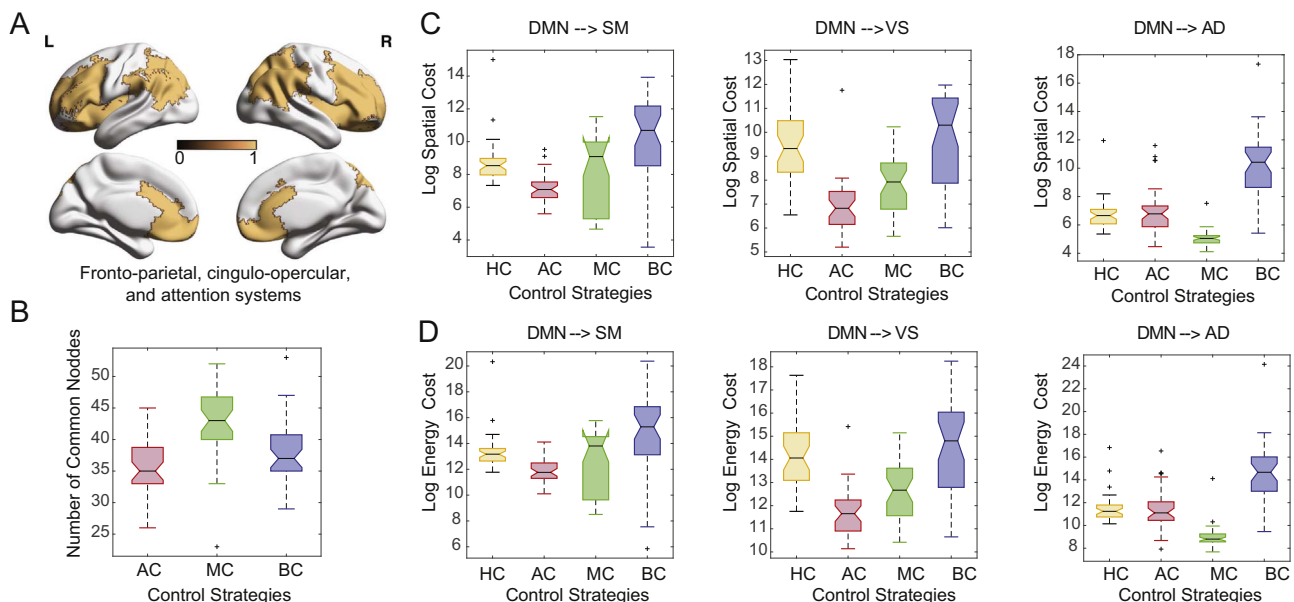 A
L
R
0 1
Fronto-parietal, cingulo-opercular,
and attention systems
B
Number of Common Noddes
50
45
40
35
30
25
AC MC BC
Control Strategies
C
DMN --> SM
Log Spatial Cost
14
12
10
8
6
4
HC AC MC BC
Control Strategies
DMN --> VS
Log Spatial Cost
13
12
11
10
9
8
7
6
5
HC AC MC BC
Control Strategies
DMN --> AD
Log Spatial Cost
18
16
14
12
10
8
6
4
HC AC MC BC
Control Strategies
D
DMN --> SM
Log Energy Cost
20
18
16
14
12
10
8
6
HC AC MC BC
Control Strategies
DMN --> VS
Log Energy Cost
18
17
16
15
14
13
12
11
10
HC AC MC BC
Control Strategies
DMN --> AD
Log Energy Cost
24
22
20
18
16
14
12
10
8
HC AC MC BC
Control Strategies